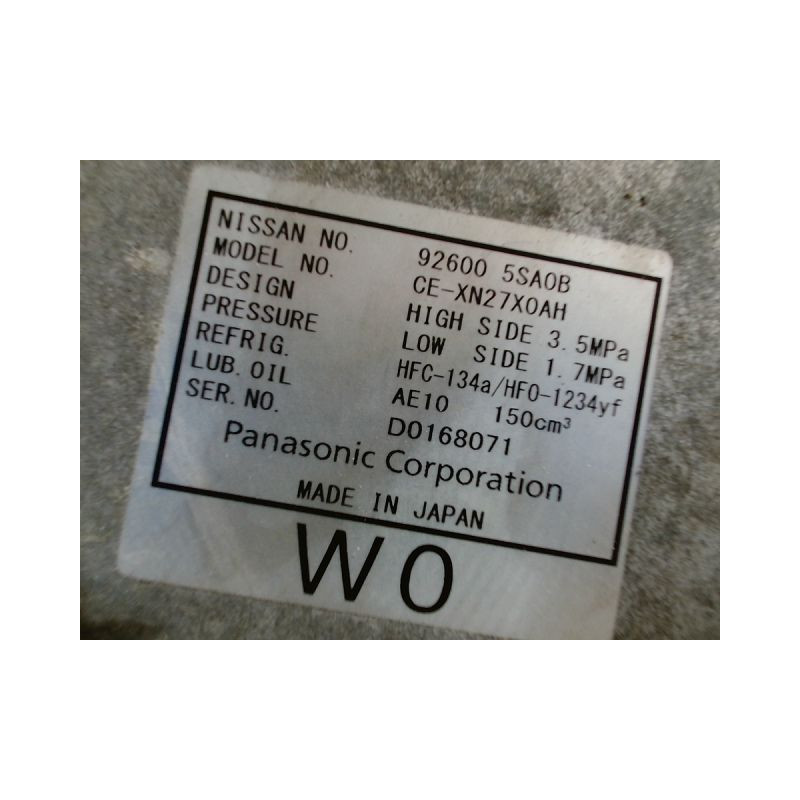 NISSAN NO. 92600 5SA0B
MODEL NO. CE-XN27X0AH
DESIGN HIGH SIDE 3.5MPa
PRESSURE LOW SIDE 1.7MPa
REFRIG. HFC-134a/HFO-1234yf
LUB.OIL AE10 150cm³
SER.NO. D0168071
Panasonic Corporation
MADE IN JAPAN
W0